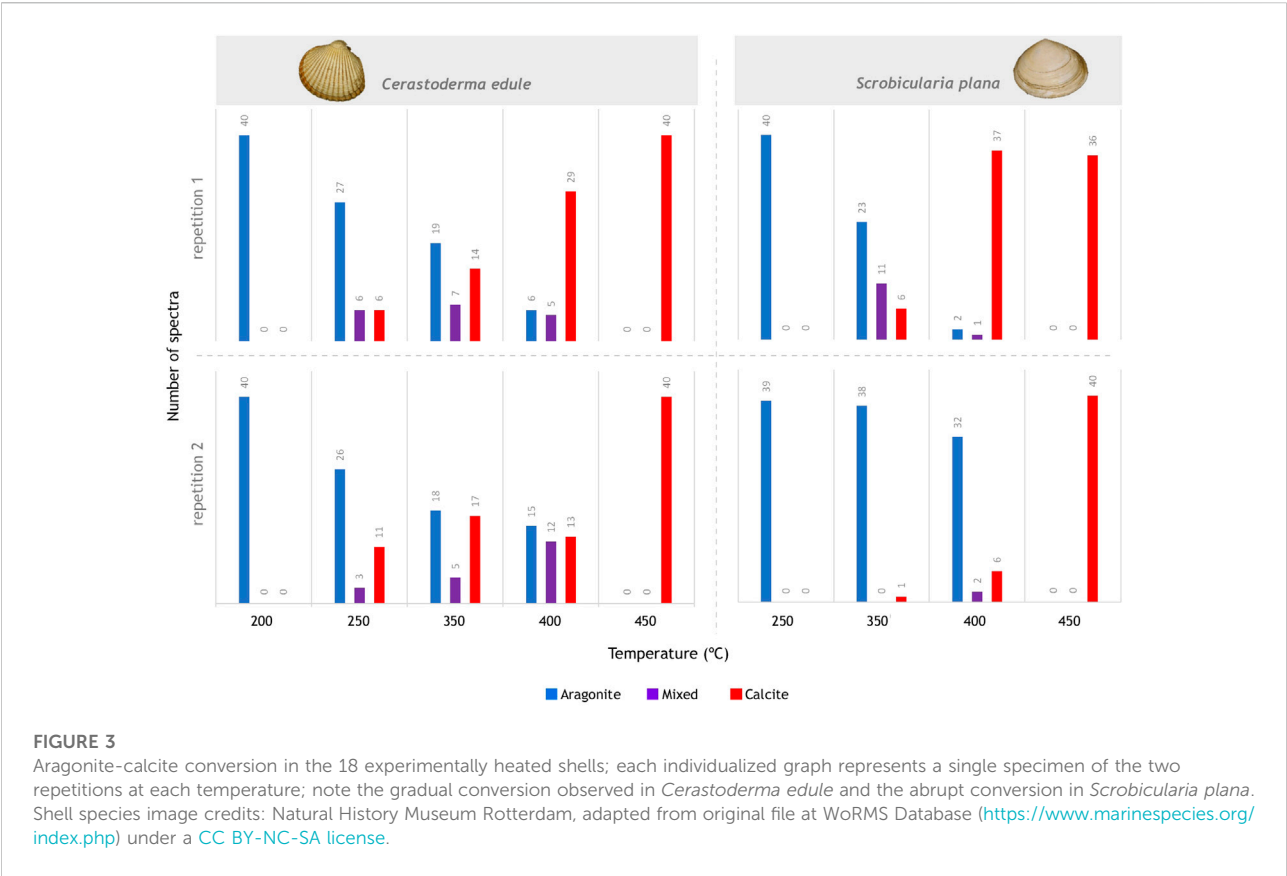 Cerastoderma edule
Scrobicularia plana
Number of spectra
repetition 1
40 0 0 27 6 6 19 7 14 6 5 29 0 0 40
40 0 0 23 11 6 2 1 37 0 0 36
repetition 2
40 0 0 26 3 11 18 5 17 15 12 13 0 0 40
39 0 0 38 0 1 32 2 6 0 0 40
200 250 350 400 450
250 350 400 450
Temperature (ºC)
Aragonite Mixed Calcite
FIGURE 3
Aragonite-calcite conversion in the 18 experimentally heated shells; each individualized graph represents a single specimen of the two
repetitions at each temperature; note the gradual conversion observed in Cerastoderma edule and the abrupt conversion in Scrobicularia plana.
Shell species image credits: Natural History Museum Rotterdam, adapted from original file at WoRMS Database (https://www.marinespecies.org/
index.php) under a CC BY-NC-SA license.